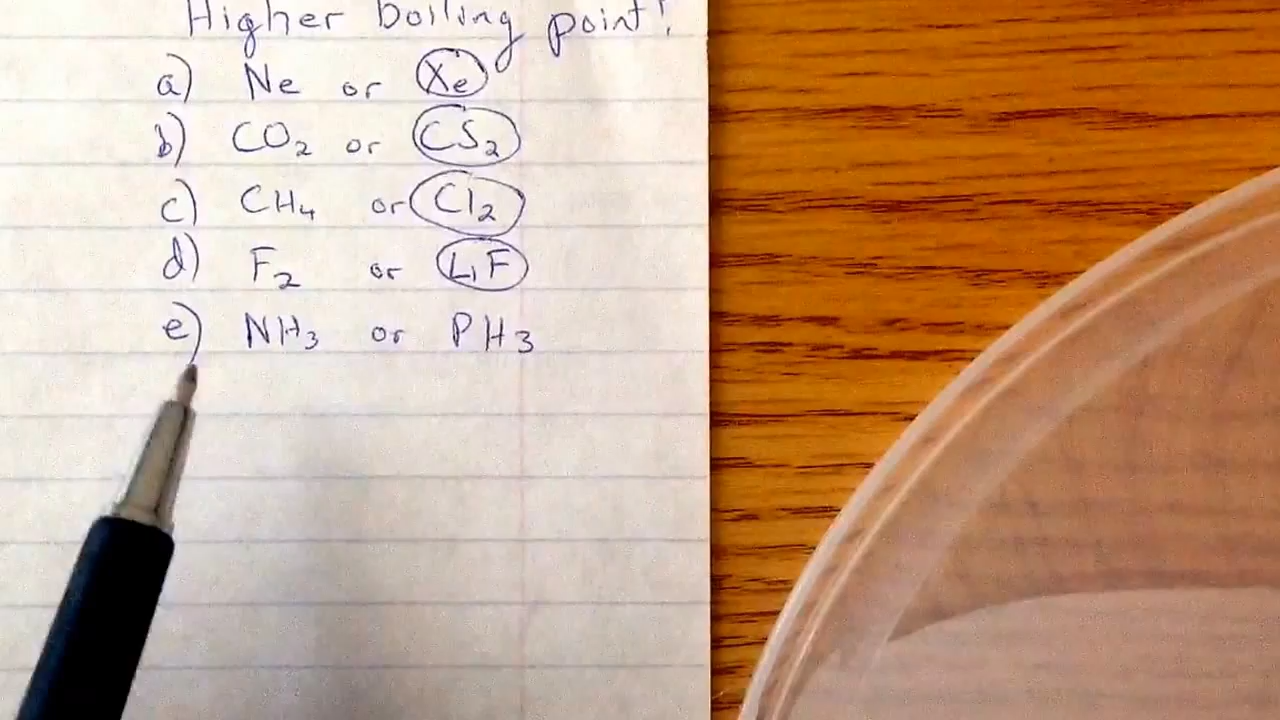 Higher boiling point?
a) Ne or Xe
b) CO₂ or CS₂
c) CH₄ or Cl₂
d) F₂ or LiF
e) NH₃ or PH₃